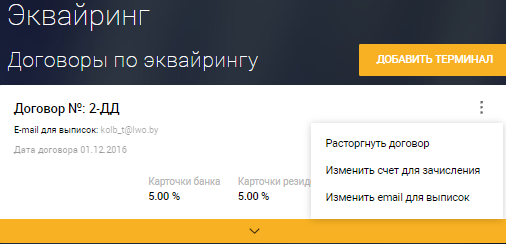 Эквайринг
Договоры по эквайрингу
ДОБАВИТЬ ТЕРМИНАЛ
Договор №: 2-ДД
E-mail для выписок: kolb_t@lwo.by
Дата договора 01.12.2016
Расторгнуть договор
Изменить счет для зачисления
Изменить email для выписок
Карточки банка
5.00 %
Карточки
5.00 %